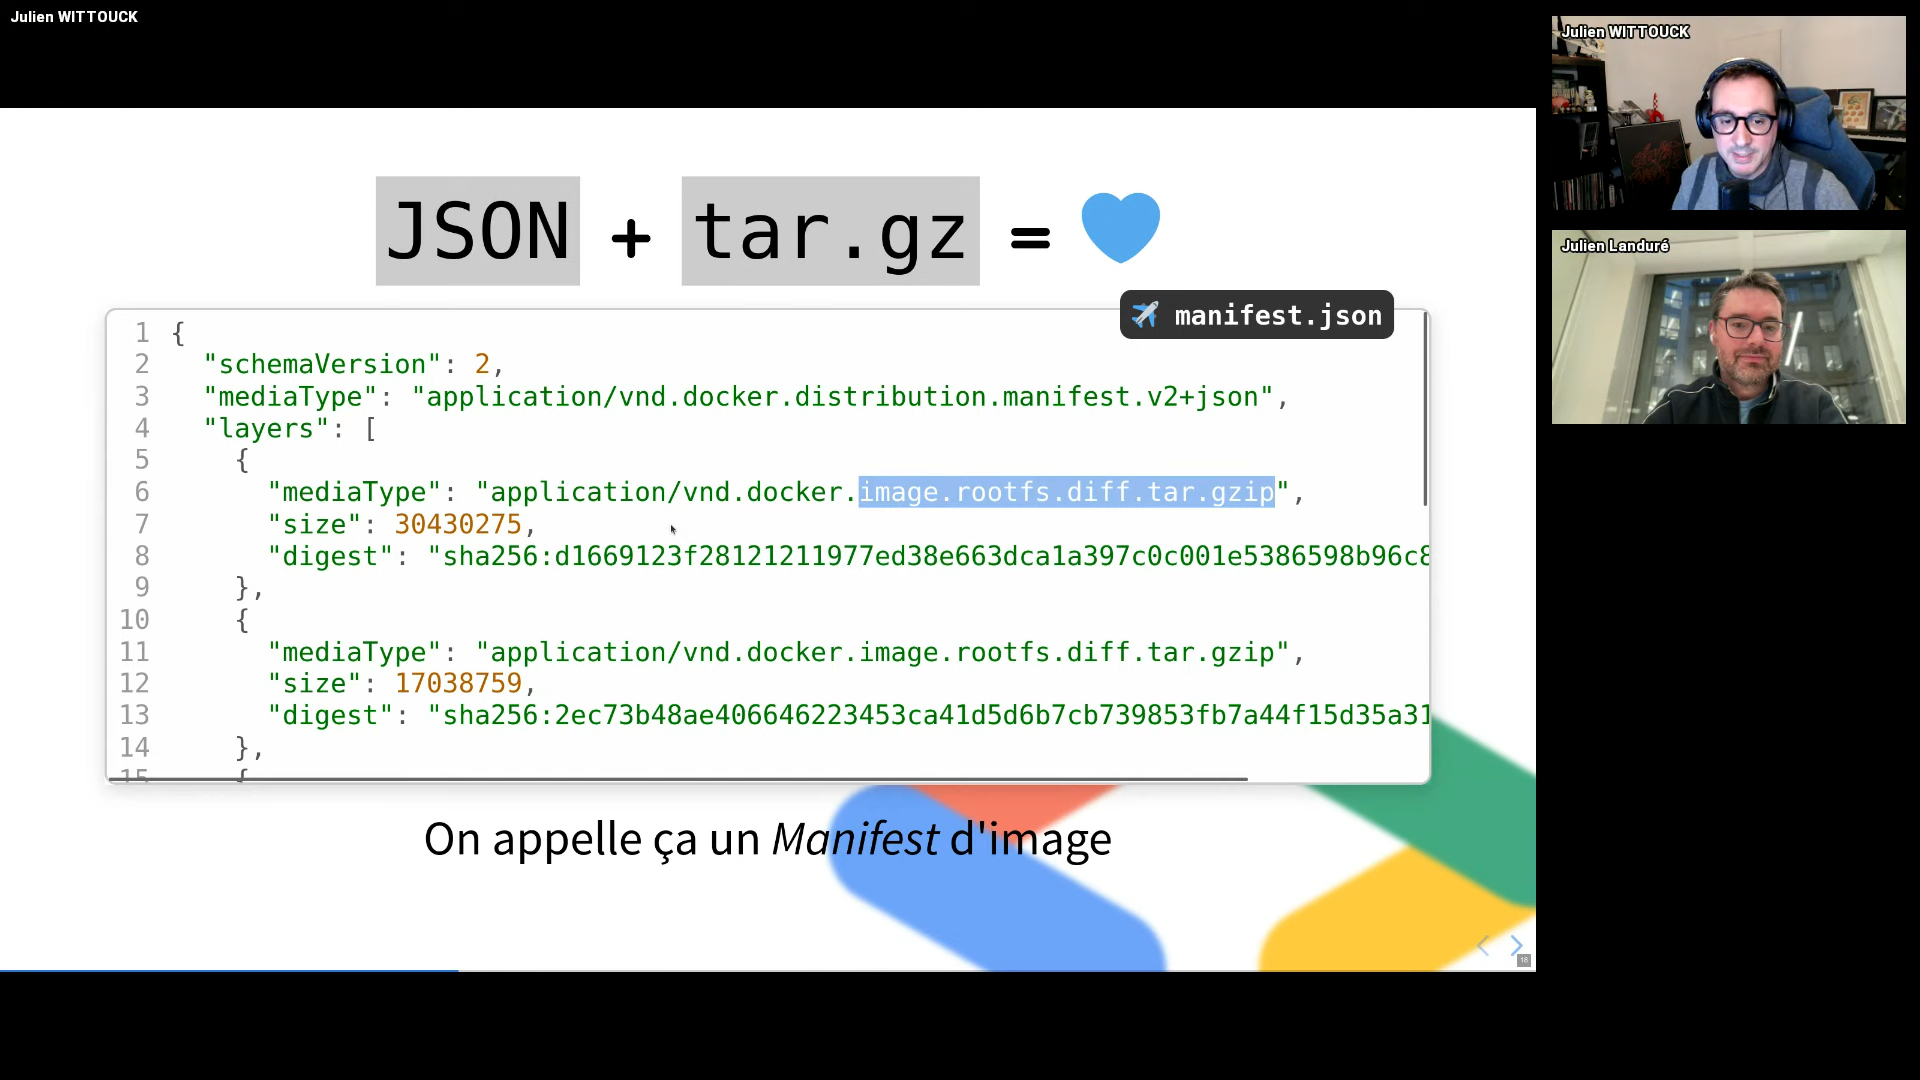 Julien WITTOUCK
Julien WITTOUCK
Julien Landuré
JSON + tar.gz =
manifest.json
1 {
2 "schemaVersion": 2,
3 "mediaType": "application/vnd.docker.distribution.manifest.v2+json",
4 "layers": [
5 {
6 "mediaType": "application/vnd.docker.image.rootfs.diff.tar.gzip",
7 "size": 30430275,
8 "digest": "sha256:d1669123f28121211977ed38e663dca1a397c0c001e5386598b96c8
9 },
10 {
11 "mediaType": "application/vnd.docker.image.rootfs.diff.tar.gzip",
12 "size": 17038759,
13 "digest": "sha256:2ec73b48ae406646223453ca41d5d6b7cb739853fb7a44f15d35a31
14 },
15 {
On appelle ça un Manifest d'image
18